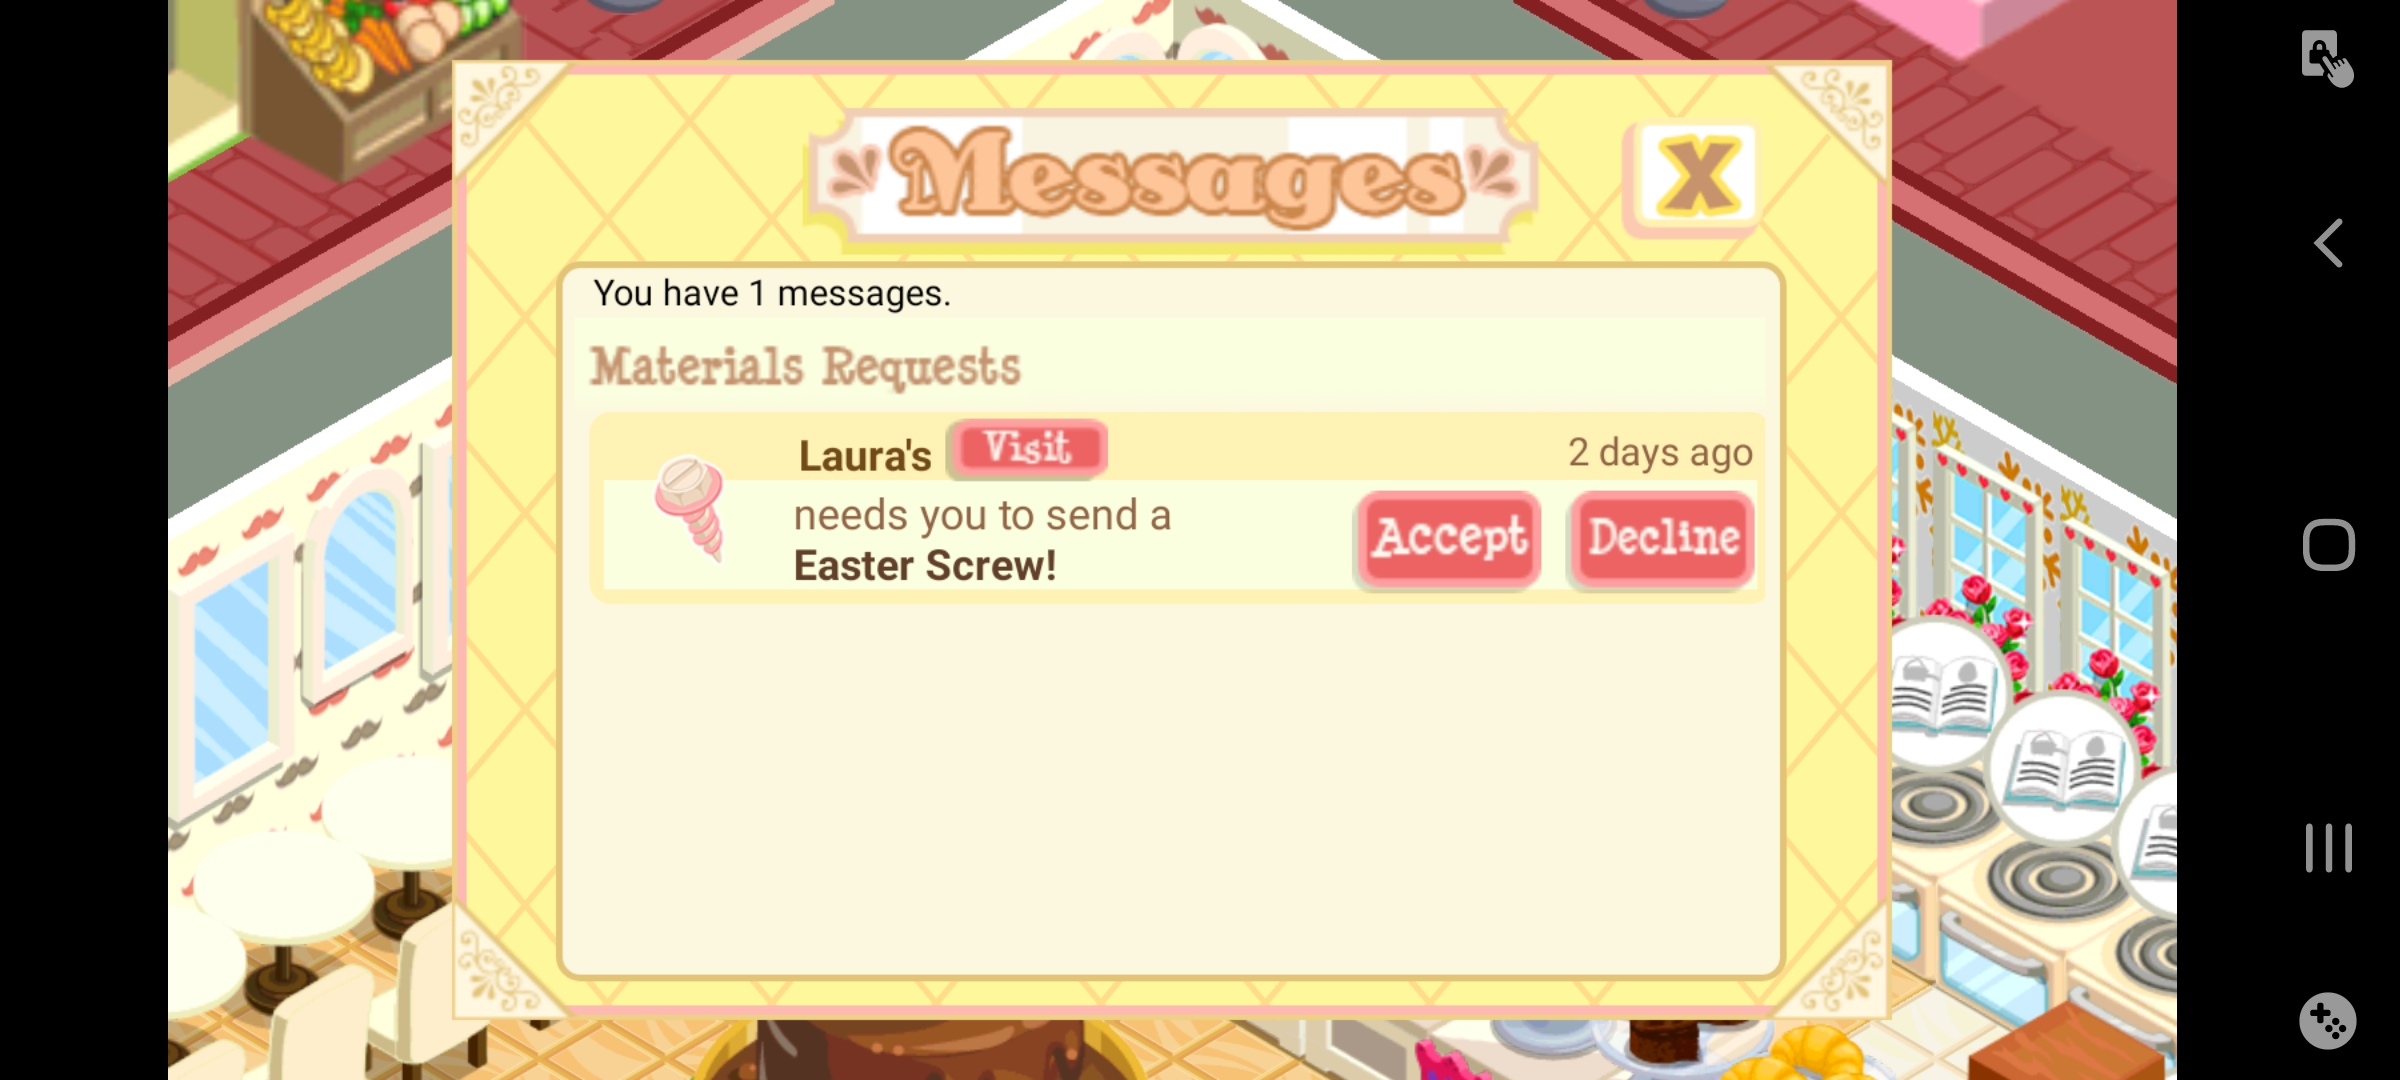 Messages
X
You have 1 messages.
Materials Requests
Laura's Visit 2 days ago
needs you to send a
Easter Screw!
Accept Decline